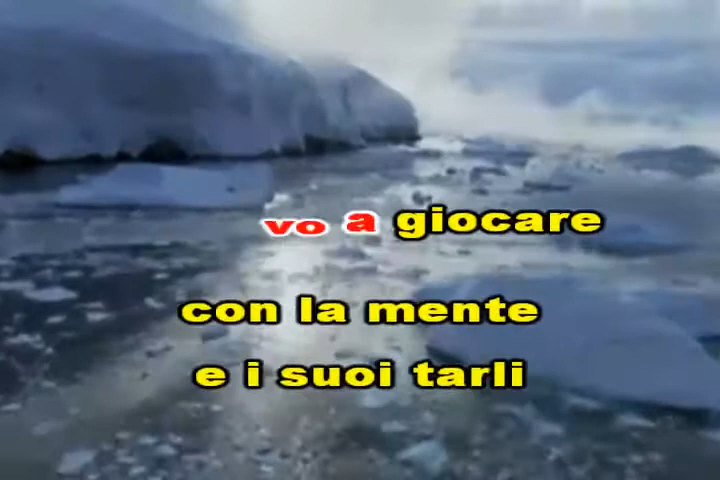 vo a giocare
con la mente
e i suoi tarli